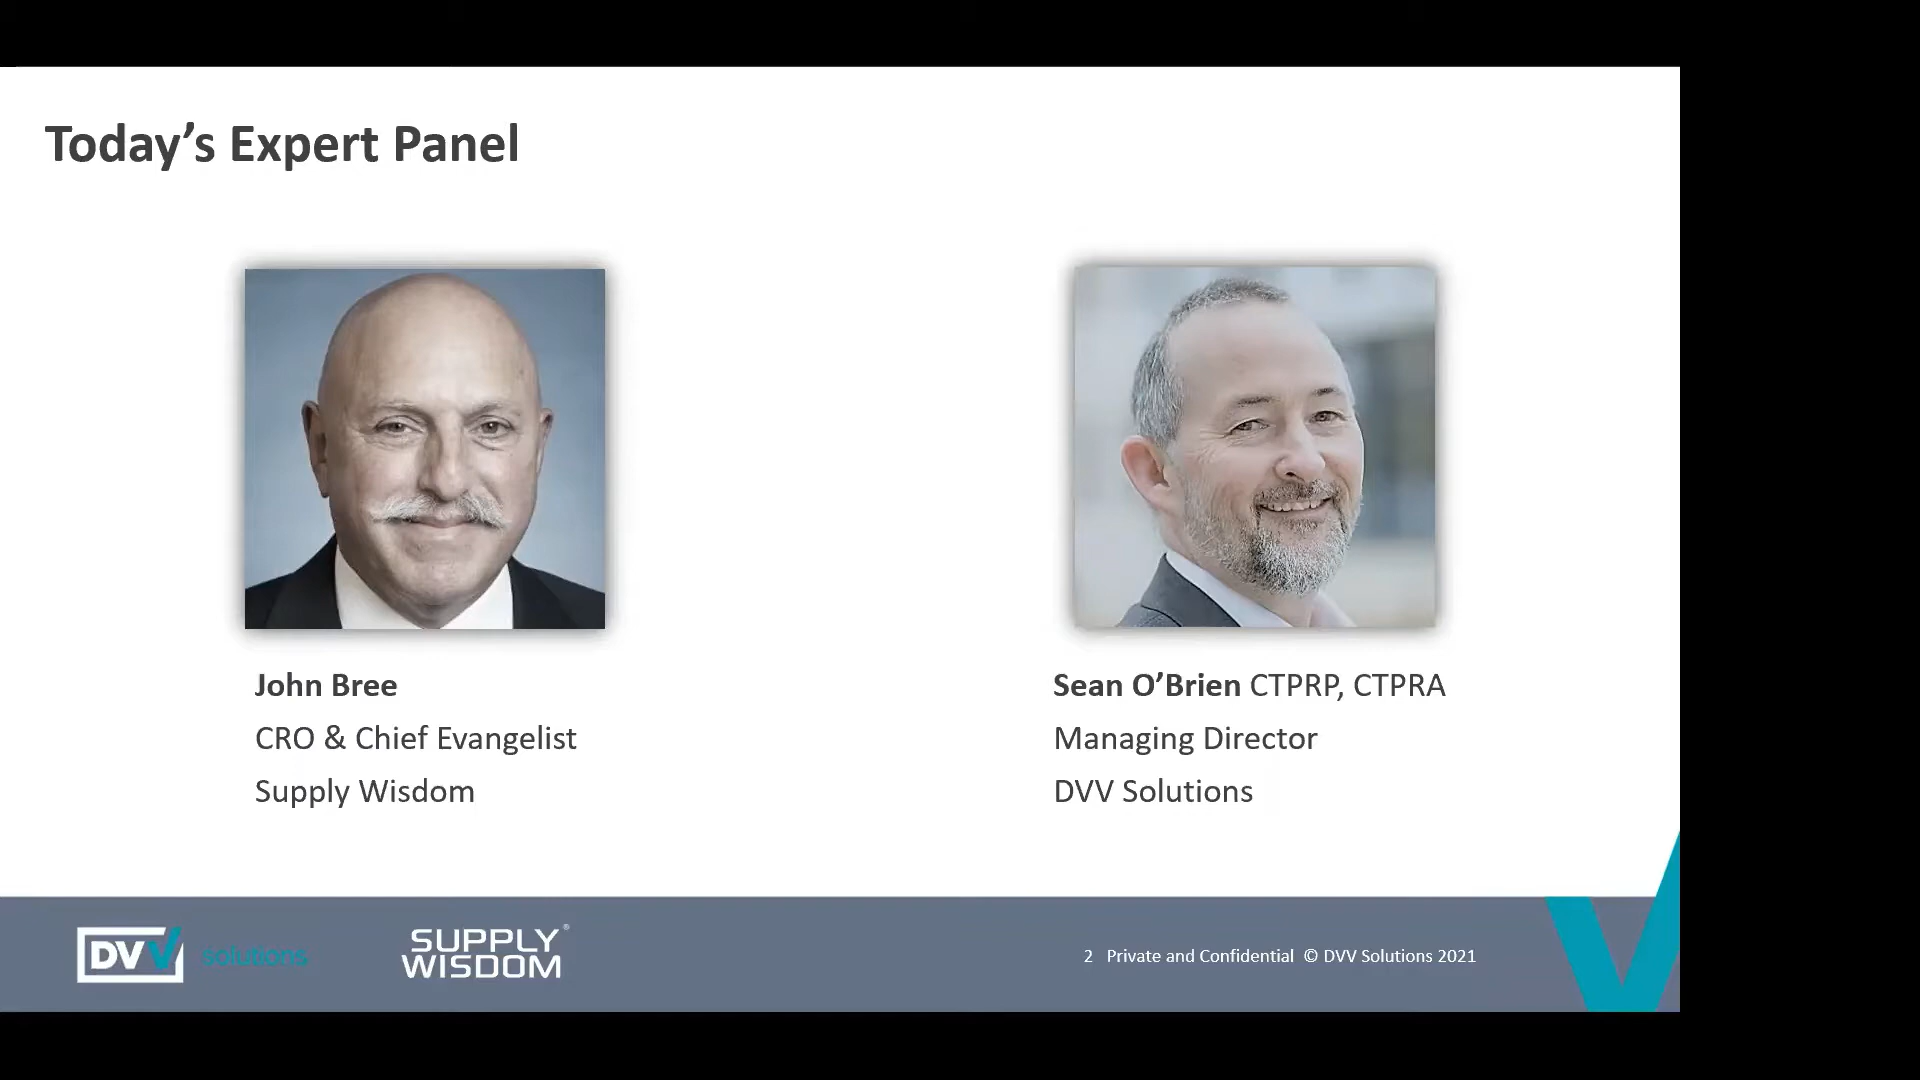 Today’s Expert Panel
John Bree
CRO & Chief Evangelist
Supply Wisdom
Sean O’Brien CTPRP, CTPRA
Managing Director
DVV Solutions
DVV solutions
SUPPLY
WISDOM®
2 Private and Confidential © DVV Solutions 2021